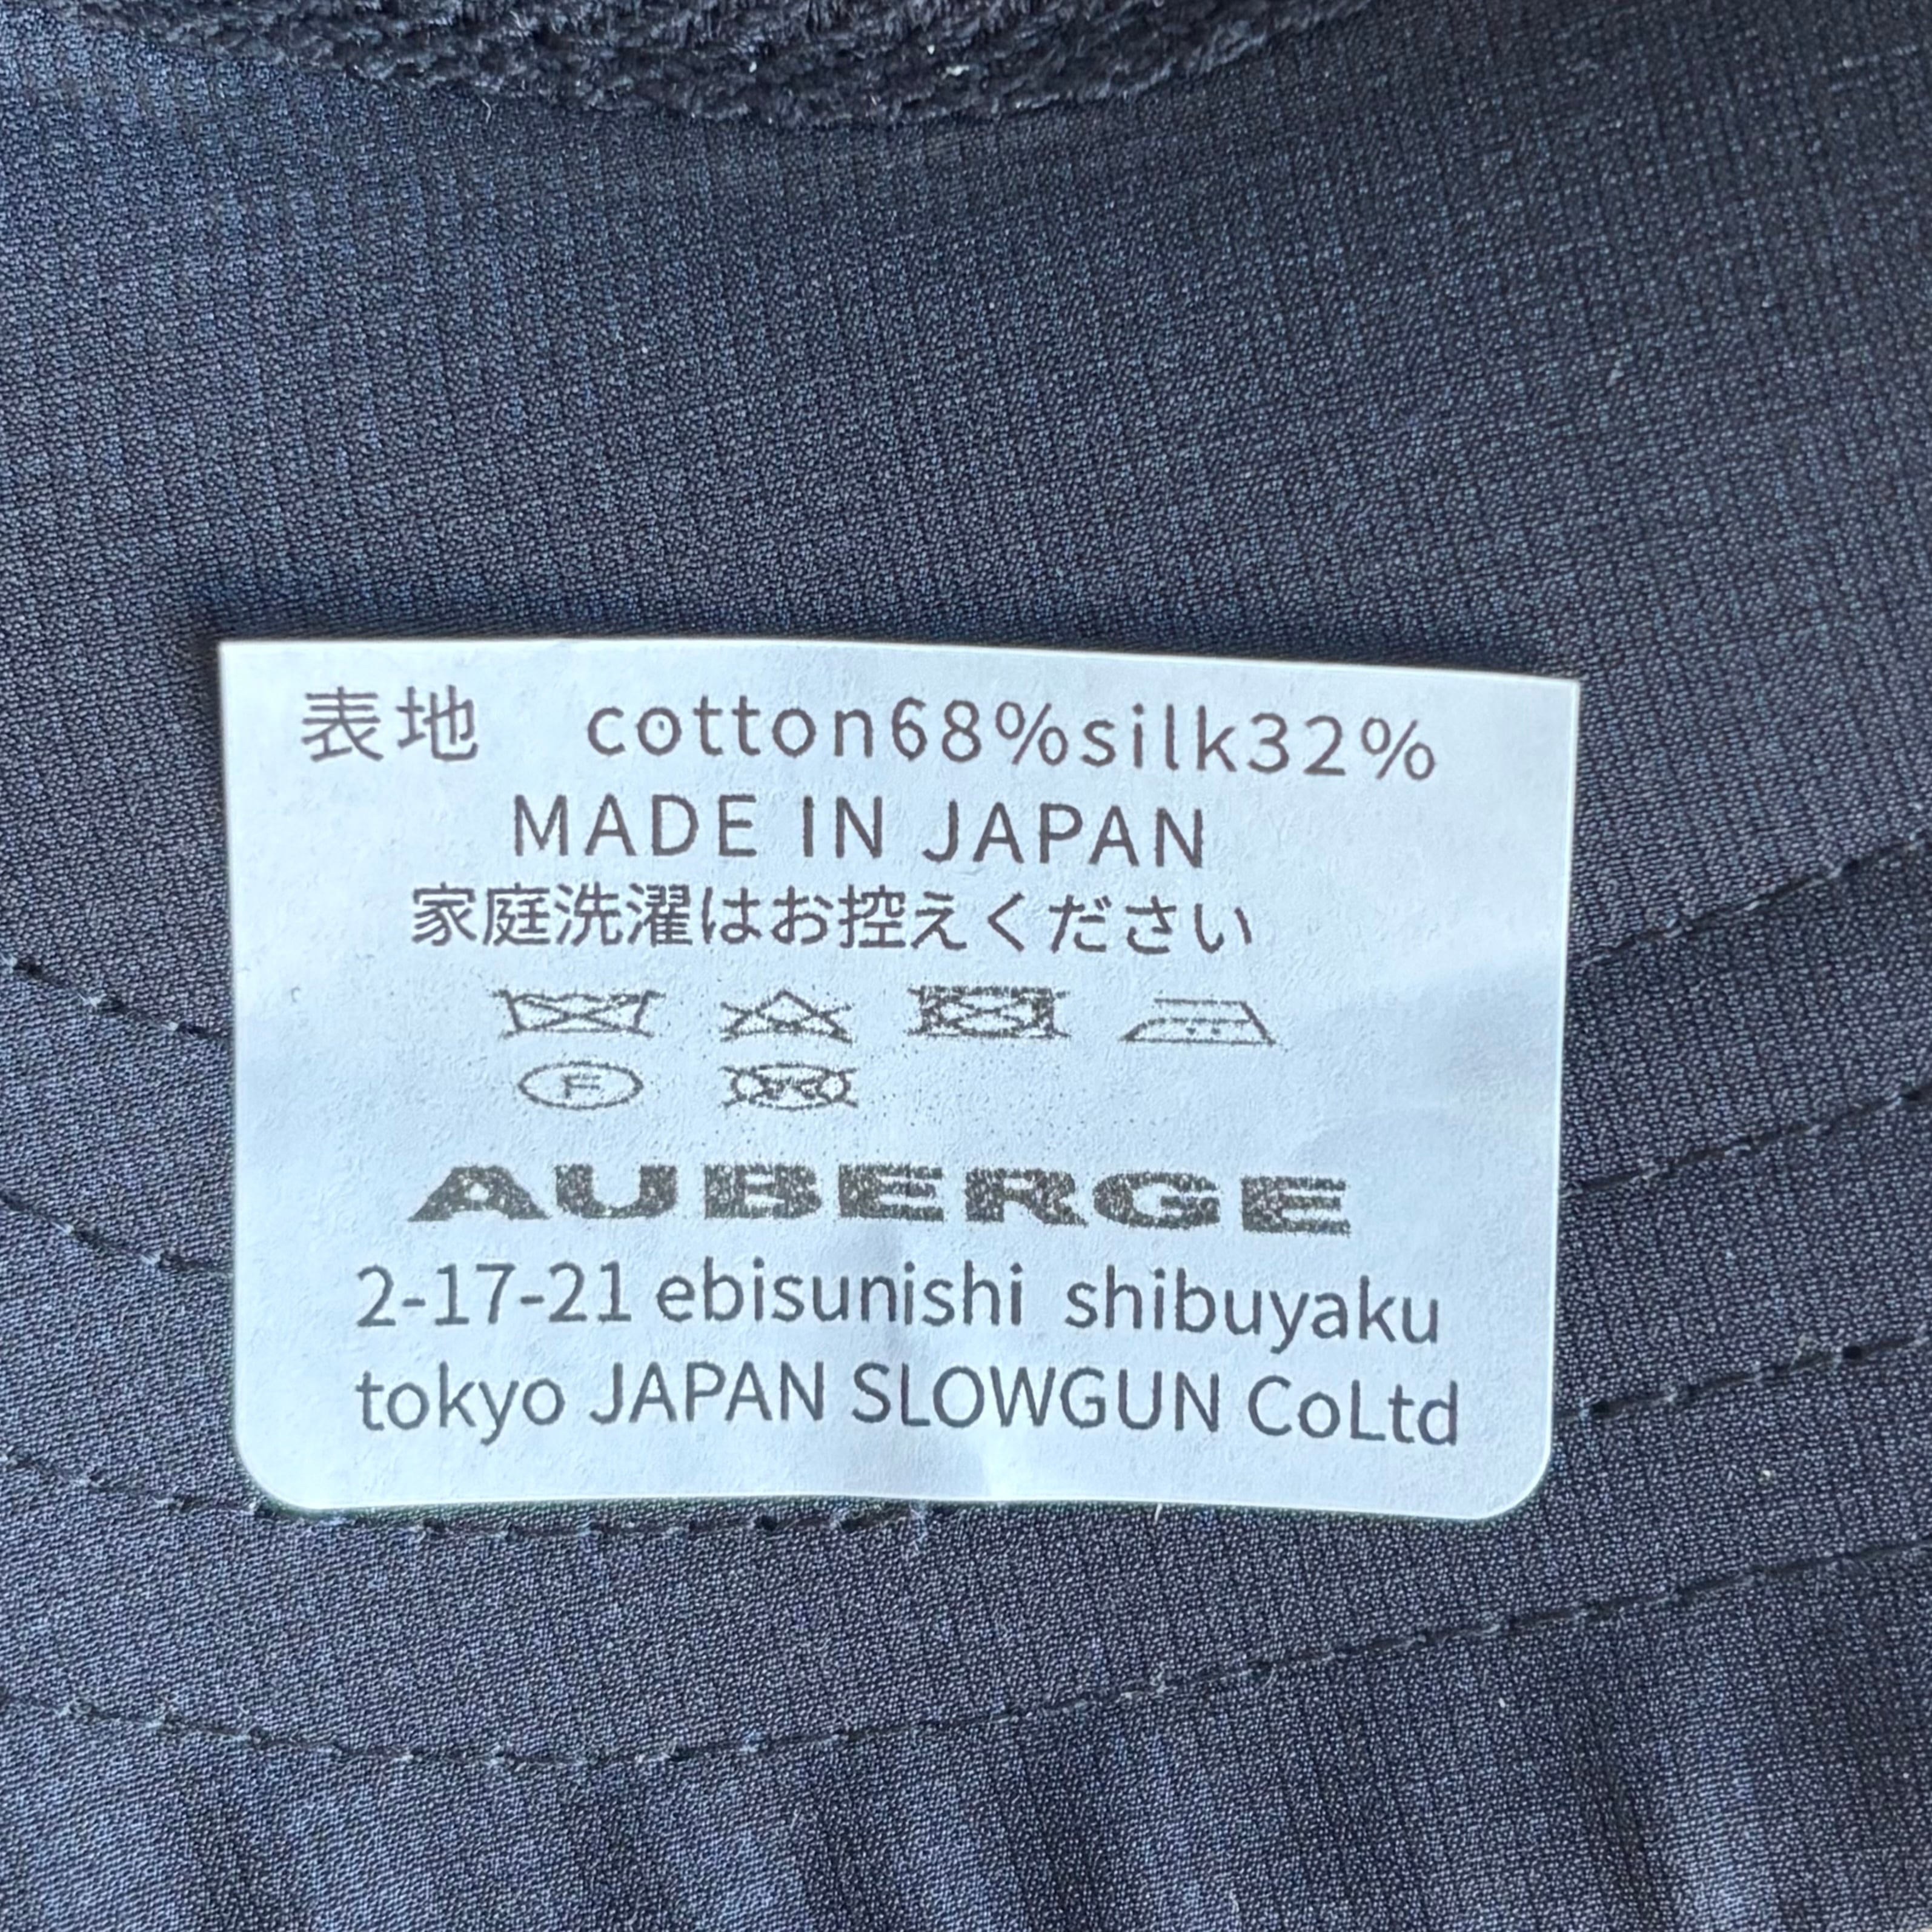 表地 cotton68%silk32%
MADE IN JAPAN
家庭洗濯はお控えください
F
AUBERGE
2-17-21 ebisunishi shibuyaku
tokyo JAPAN SLOWGUN CoLtd